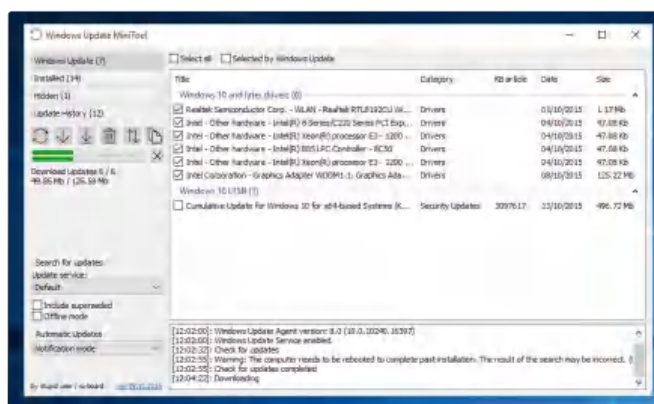 Windows Update MiniTool
Windows Update (7)
Installed (14)
Hidden (1)
Update History (12)
Download Updates 6 / 6
49.86 Mb / 126.59 Mb
Search for updates
Update service:
Default
Include superseded
Offline mode
Automatic Updates
Notification mode
Select all Selected by Windows Update
Title Category KB article Date Size
Windows 10 and later drivers (6)
Realtek Semiconductor Corp. - WLAN - Realtek RTL8192CU W... Drivers 03/10/2015 1.17 Mb
Intel - Other hardware - Intel(R) 8 Series/C220 Series PCI Exp... Drivers 04/10/2015 47.08 Kb
Intel - Other hardware - Intel(R) Xeon(R) processor E3 - 1200 ... Drivers 04/10/2015 47.08 Kb
Intel - Other hardware - Intel(R) 8051 PC Controller - 8C50 Drivers 04/10/2015 47.08 Kb
Intel - Other hardware - Intel(R) Xeon(R) processor E3 - 1200 ... Drivers 04/10/2015 47.08 Kb
Intel Corporation - Graphics Adapter WDDM1.1, Graphics Ada... Drivers 08/10/2015 125.22 Mb
Windows 10 LTSB (1)
Cumulative Update for Windows 10 for x64-based Systems (K... Security Updates 3097617 13/10/2015 496.72 Mb
[12:02:00]: Windows Update Agent version: 8.0 (10.0.10240.16397)
[12:02:00]: Windows Update Service enabled.
[12:02:32]: Check for updates
[12:02:55]: Warning: The computer needs to be rebooted to complete past installation. The result of the search may be incorrect.
[12:02:55]: Check for updates completed
[12:04:22]: Downloading